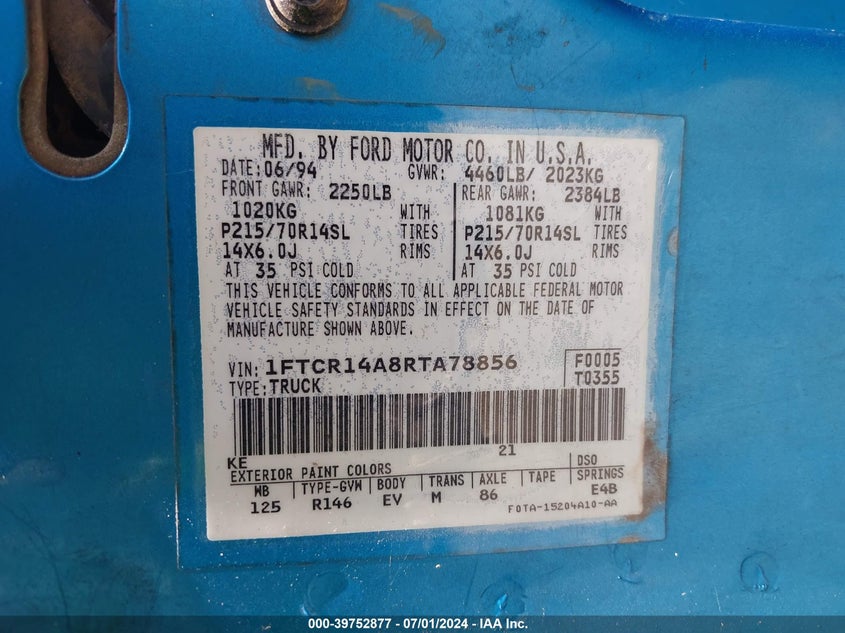 MFD. BY FORD MOTOR CO. IN U.S.A.
DATE: 06/94 GVWR: 4460LB/ 2023KG
FRONT GAWR: 2250LB REAR GAWR: 2384LB
1020KG WITH 1081KG WITH
P215/70R14SL TIRES P215/70R14SL TIRES
14X6.0J RIMS 14X6.0J RIMS
AT 35 PSI COLD AT 35 PSI COLD
THIS VEHICLE CONFORMS TO ALL APPLICABLE FEDERAL MOTOR
VEHICLE SAFETY STANDARDS IN EFFECT ON THE DATE OF
MANUFACTURE SHOWN ABOVE.
VIN: 1FTCR14A8RTA78856 F0005
TYPE: TRUCK T0355
KE 21
EXTERIOR PAINT COLORS DSO
WB TYPE-GVW BODY TRANS AXLE TAPE SPRINGS
125 R146 EV M 86 E4B
F0TA-15204A10-AA
000-39752877 - 07/01/2024 - IAA Inc.